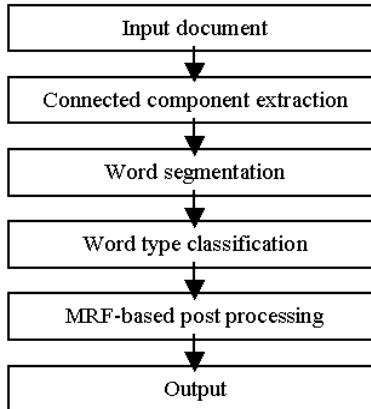 Input document
Connected component extraction
Word segmentation
Word type classification
MRF-based post processing
Output